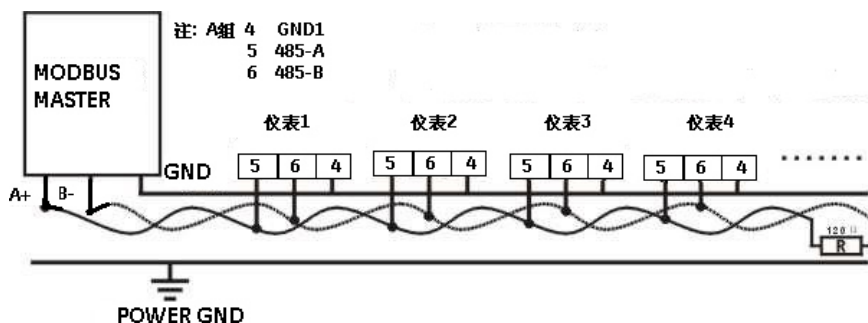 注: A组 4 GND1
5 485-A
6 485-B
MODBUS
MASTER
仪表1 仪表2 仪表3 仪表4
5 6 4 5 6 4 5 6 4 5 6 4
.......
GND
A+ B-
120 Ω
R
POWER GND